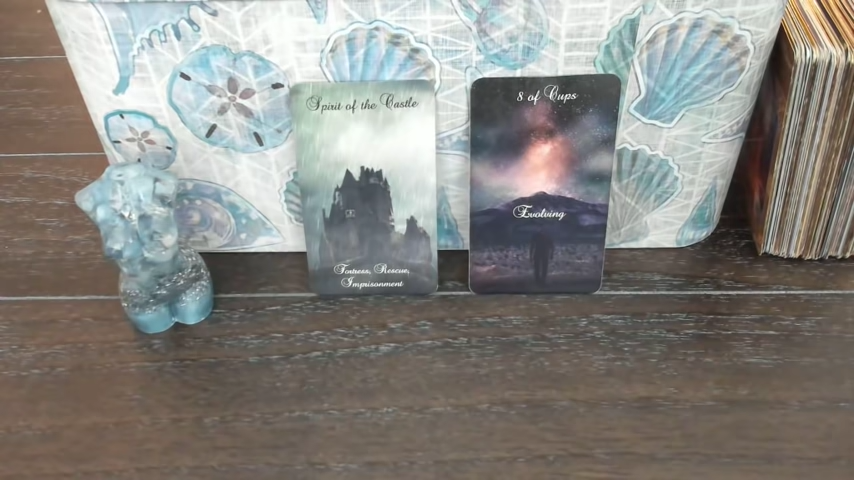 Spirit of the Castle
Fortress, Rescue,
Imprisonment
8 of Cups
Evolving